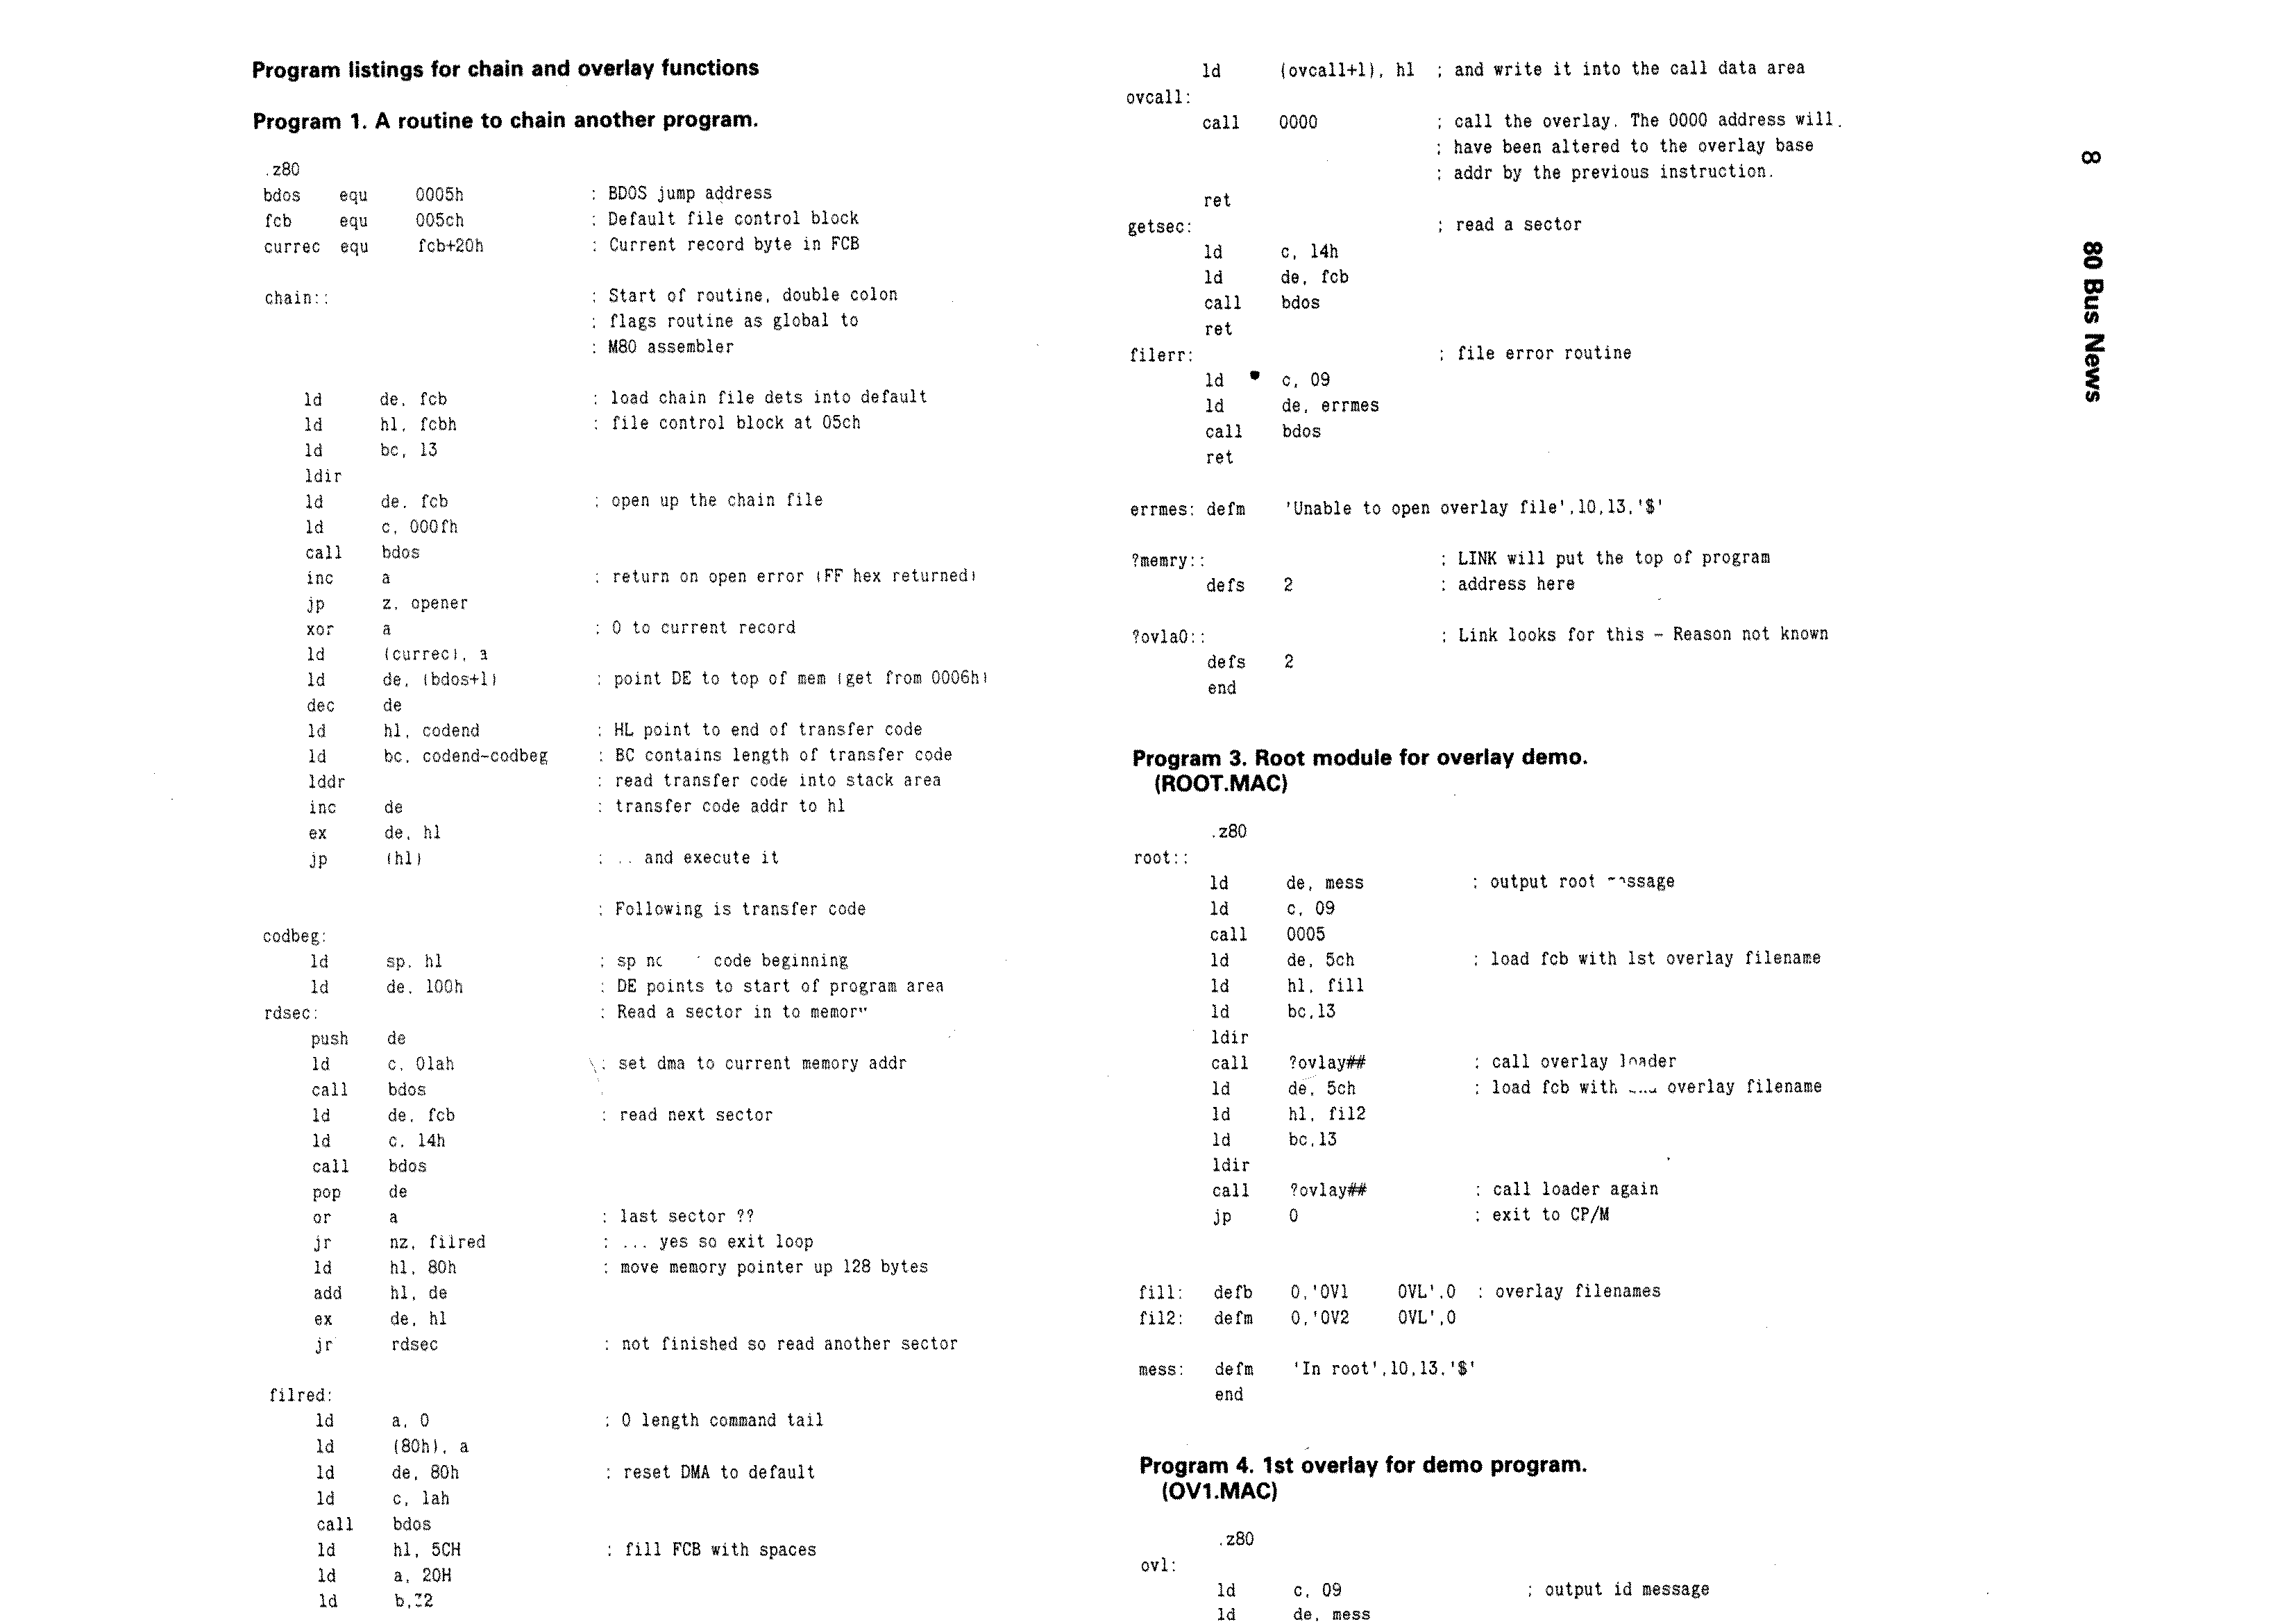 Program listings for chain and overlay functions
Program 1. A routine to chain another program.
.z80
bdos equ 0005h ; BDOS jump address
fcb equ 005ch ; Default file control block
currec equ fcb+20h ; Current record byte in FCB
chain:: ; Start of routine, double colon
; flags routine as global to
; M80 assembler
ld de, fcb ; load chain file dets into default
ld hl, fcbh ; file control block at 05ch
ld bc, 13
ldir
ld de, fcb ; open up the chain file
ld c, 000fh
call bdos
inc a ; return on open error (FF hex returned)
jp z, opener
xor a ; 0 to current record
ld (currec), a
ld de, (bdos+1) ; point DE to top of mem (get from 0006h)
dec de
ld hl, codend ; HL point to end of transfer code
ld bc, codend-codbeg ; BC contains length of transfer code
lddr ; read transfer code into stack area
inc de ; transfer code addr to hl
ex de, hl
jp (hl) ; .. and execute it
; Following is transfer code
codbeg:
ld sp, hl ; sp code beginning
ld de, 100h ; DE points to start of program area
rdsec: ; Read a sector in to memory
push de
ld c, 01ah ; set dma to current memory addr
call bdos
ld de, fcb ; read next sector
ld c, 14h
call bdos
pop de
or a ; last sector ??
jr nz, filred ; ... yes so exit loop
ld hl, 80h ; move memory pointer up 128 bytes
add hl, de
ex de, hl
jr rdsec ; not finished so read another sector
filred:
ld a, 0 ; 0 length command tail
ld (80h), a
ld de, 80h ; reset DMA to default
ld c, 1ah
call bdos
ld hl, 5CH ; fill FCB with spaces
ld a, 20H
ld b,32
ld (ovcall+1), hl ; and write it into the call data area
ovcall:
call 0000 ; call the overlay. The 0000 address will
; have been altered to the overlay base
; addr by the previous instruction.
ret
getsec: ; read a sector
ld c, 14h
ld de, fcb
call bdos
ret
filerr: ; file error routine
ld c, 09
ld de, errmes
call bdos
ret
errmes: defm 'Unable to open overlay file',10,13,'$'
?memry:: ; LINK will put the top of program
defs 2 ; address here
?ovla0:: ; Link looks for this - Reason not known
defs 2
end
Program 3. Root module for overlay demo.
(ROOT.MAC)
.z80
root::
ld de, mess ; output root message
ld c, 09
call 0005
ld de, 5ch ; load fcb with 1st overlay filename
ld hl, fil1
ld bc,13
ldir
call ?ovlay## ; call overlay loader
ld de, 5ch ; load fcb with overlay filename
ld hl, fil2
ld bc,13
ldir
call ?ovlay## ; call loader again
jp 0 ; exit to CP/M
fil1: defb 0,'OV1     OVL',0 ; overlay filenames
fil2: defm 0,'OV2     OVL',0
mess: defm 'In root',10,13,'$'
end
Program 4. 1st overlay for demo program.
(OV1.MAC)
.z80
ov1:
ld c, 09 ; output id message
ld de, mess
8 80 Bus News